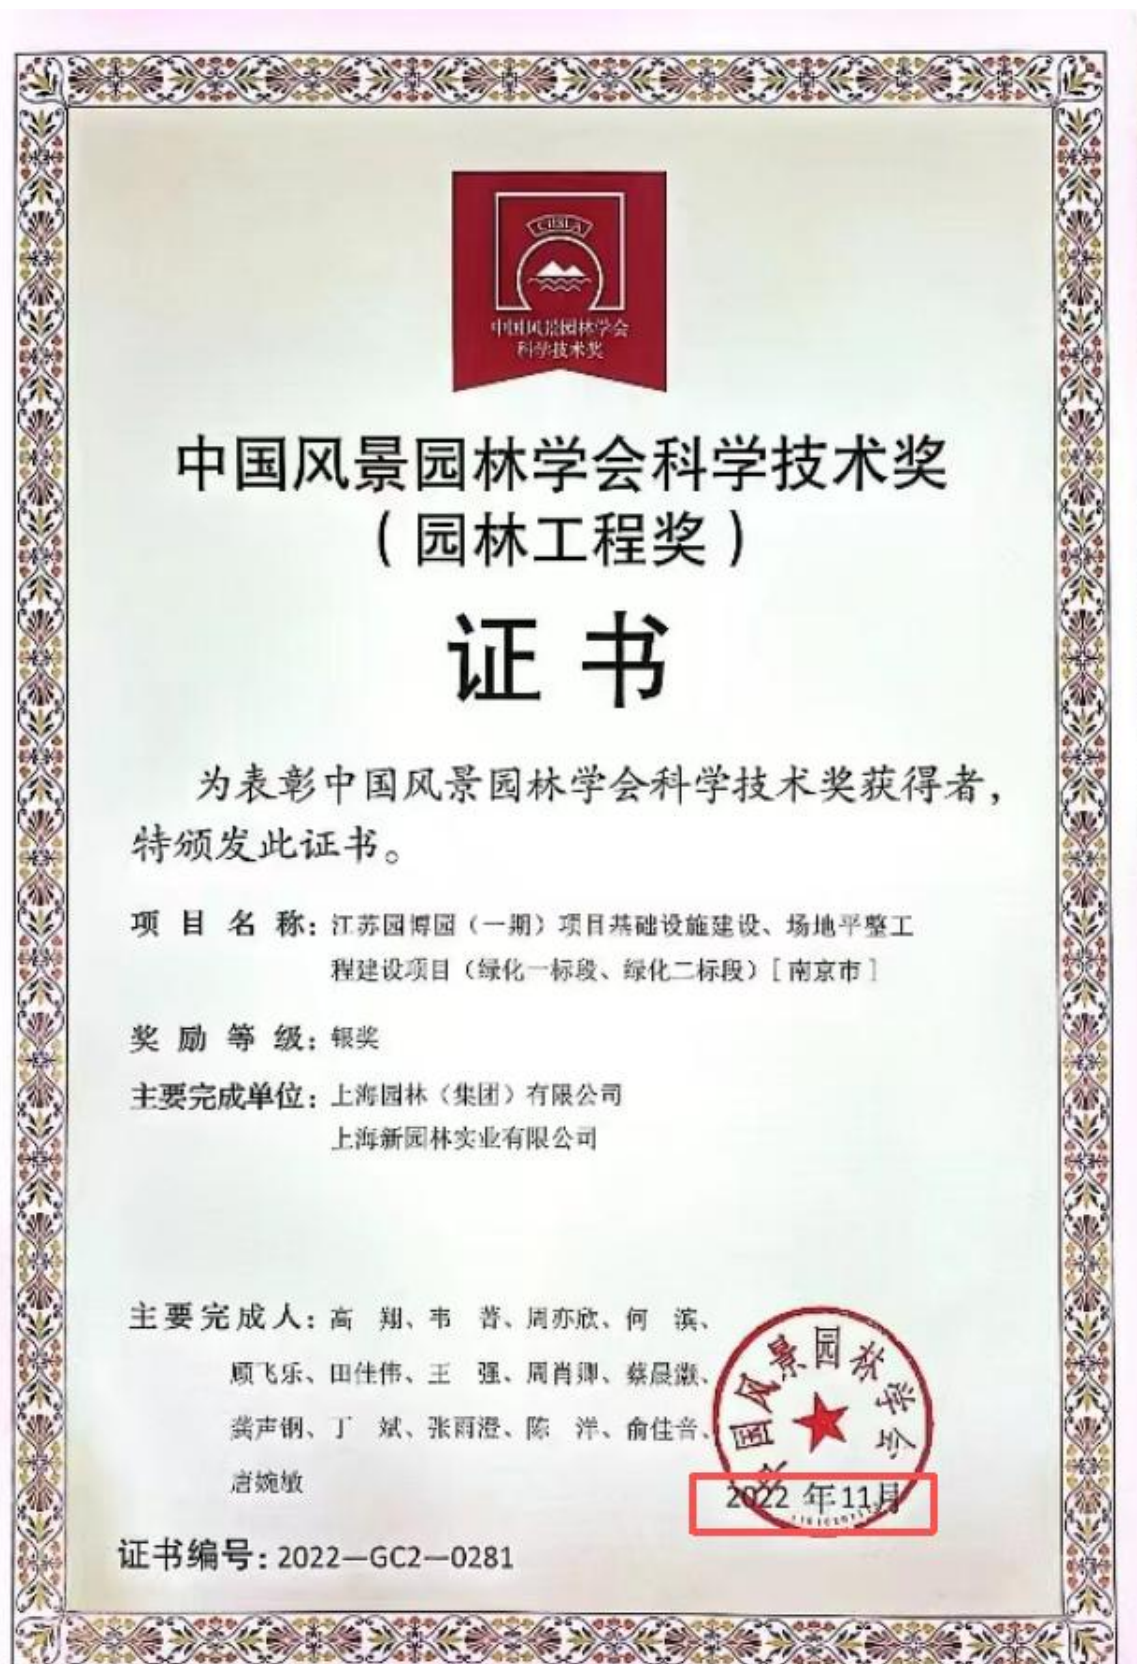 CHSLA
中国风景园林学会
科学技术奖
中国风景园林学会科学技术奖
（园林工程奖）
证书
为表彰中国风景园林学会科学技术奖获得者，
特颁发此证书。
项目名称：江苏园博园（一期）项目基础设施建设、场地平整工
程建设项目（绿化一标段、绿化二标段）[南京市]
奖励等级：银奖
主要完成单位：上海园林（集团）有限公司
上海新园林实业有限公司
主要完成人：高 翔、韦 菁、周亦欣、何 滨、
顾飞乐、田佳伟、王 强、周肖卿、蔡晨灏、
龚声钢、丁 斌、张雨澄、陈 洋、俞佳音、
唐婉敏
中国风景园林学会
2022 年11月
证书编号：2022—GC2—0281